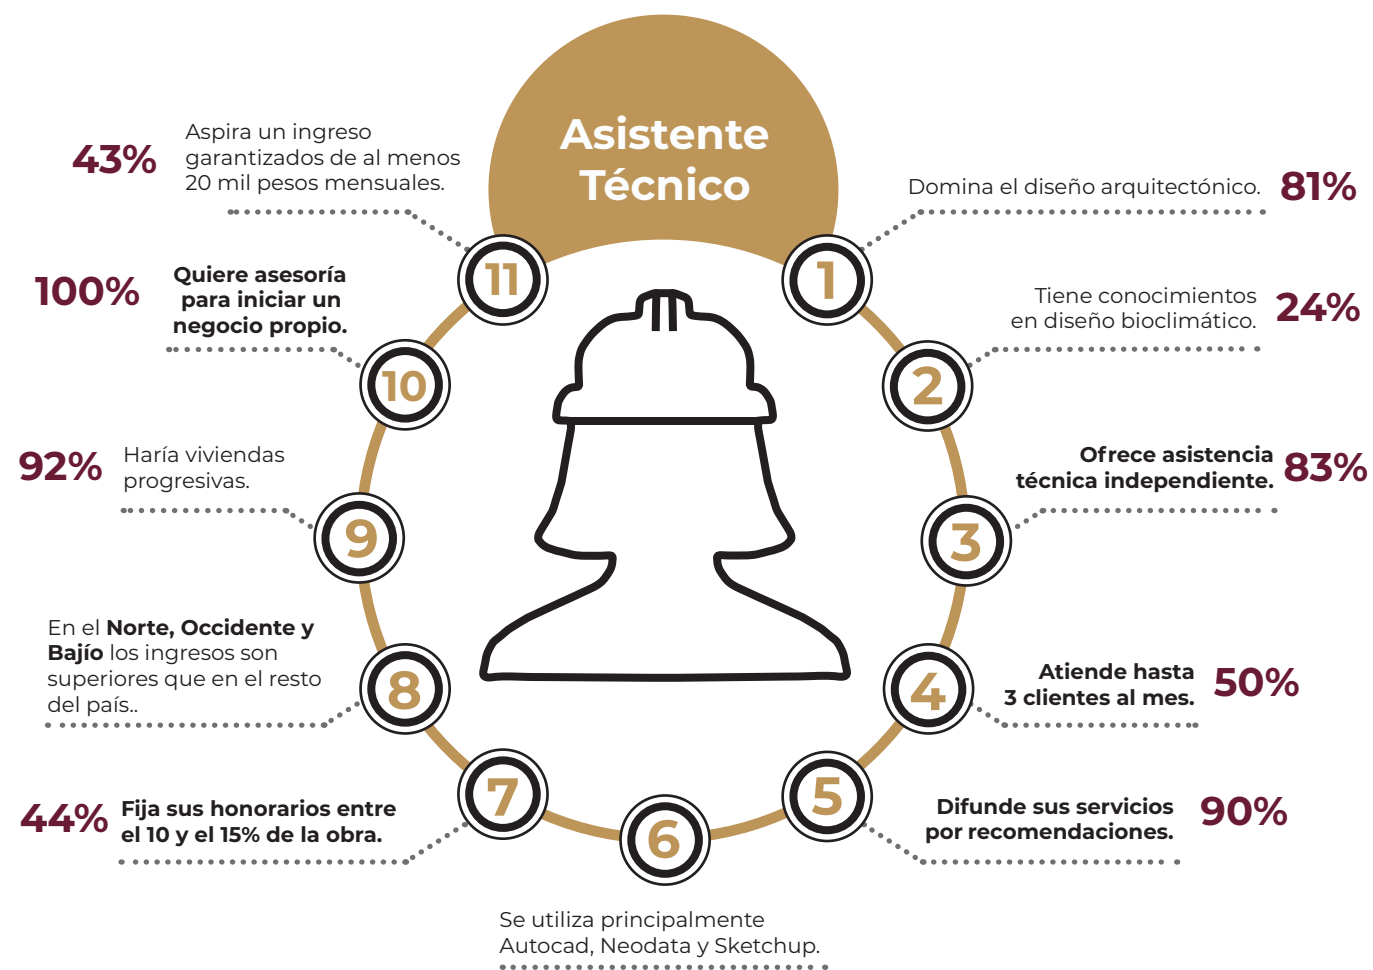 Asistente
Técnico
1
Domina el diseño arquitectónico.
81%
2
Tiene conocimientos
en diseño bioclimático.
24%
3
Ofrece asistencia
técnica independiente.
83%
4
Atiende hasta
3 clientes al mes.
50%
5
Difunde sus servicios
por recomendaciones.
90%
6
Se utiliza principalmente
Autocad, Neodata y Sketchup.
7
44%
Fija sus honorarios entre
el 10 y el 15% de la obra.
8
En el Norte, Occidente y
Bajío los ingresos son
superiores que en el resto
del país..
9
92%
Haría viviendas
progresivas.
10
100%
Quiere asesoría
para iniciar un
negocio propio.
11
43%
Aspira un ingreso
garantizados de al menos
20 mil pesos mensuales.